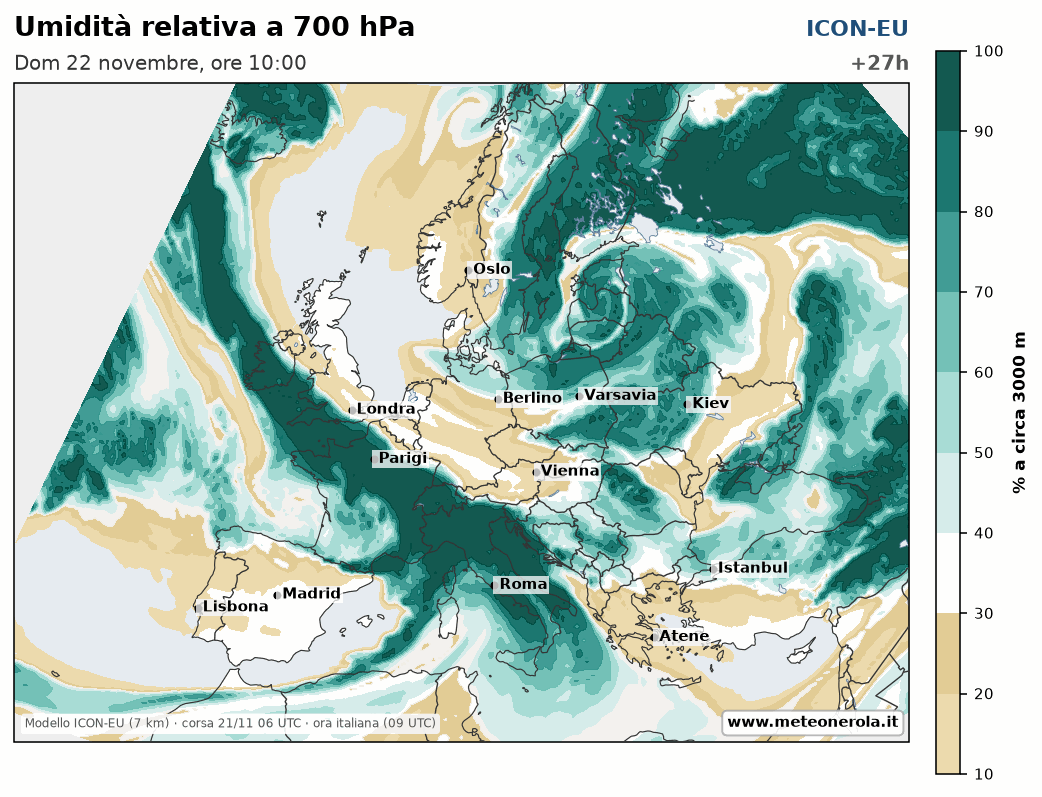 Umidità relativa a 700 hPa
ICON-EU
Dom 22 novembre, ore 10:00
+27h
100
90
80
70
60
50
40
30
20
10
% a circa 3000 m
Oslo
Berlino
Varsavia
Kiev
Londra
Parigi
Vienna
Istanbul
Roma
Madrid
Lisbona
Atene
Modello ICON-EU (7 km) · corsa 21/11 06 UTC · ora italiana (09 UTC)
www.meteonerola.it